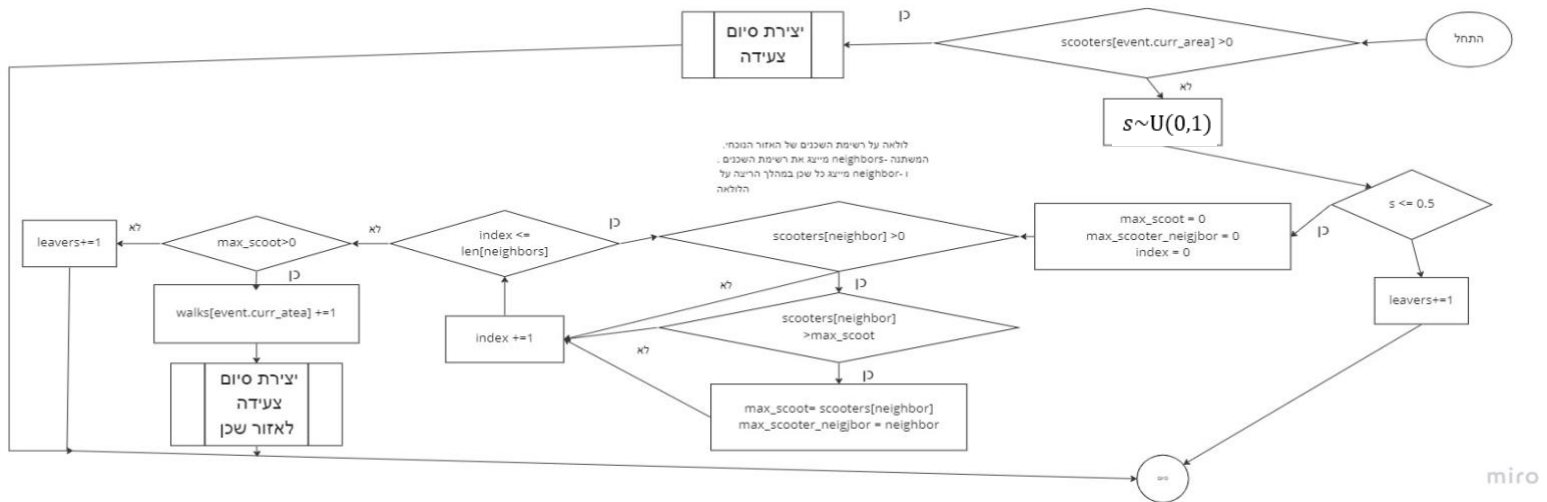 התחל
scooters[event.curr_area] >0
כן
יצירת סיום
צעידה
לא
s~U(0,1)
s <= 0.5
כן
leavers+=1
max_scoot = 0
max_scooter_neigjbor = 0
index = 0
לולאה על רשימת השכנים של האזור הנוכחי.
המשתנה -neighbors מייצג את רשימת השכנים .
ו -neighbor מייצג כל שכן במהלך הריצה על
הלולאה
scooters[neighbor] >0
לא
כן
scooters[neighbor]
>max_scoot
לא
כן
max_scoot= scooters[neighbor]
max_scooter_neigjbor = neighbor
index +=1
index <=
len[neighbors]
כן
לא
max_scoot>0
לא
leavers+=1
כן
walks[event.curr_atea] +=1
יצירת סיום
צעידה
לאזור שכן
סיום
miro